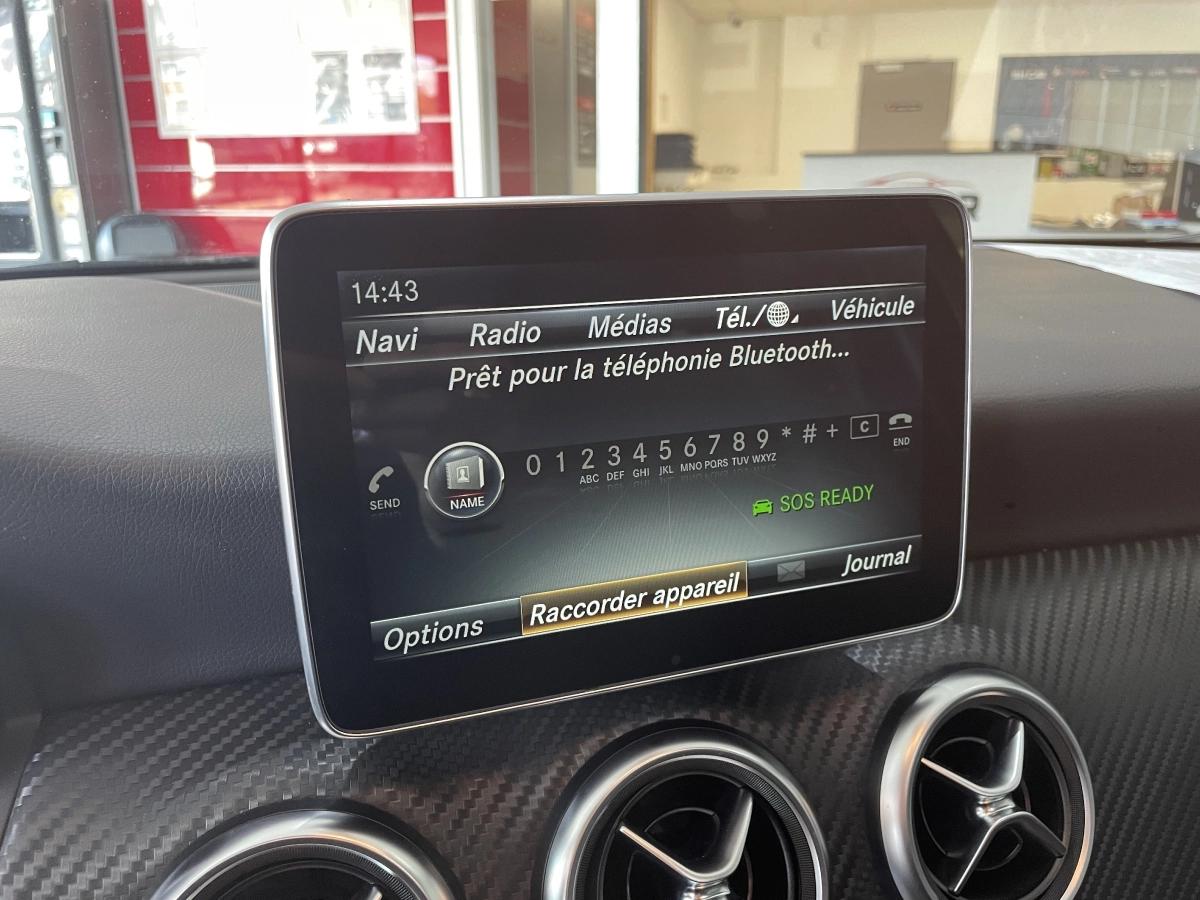 14:43
Navi Radio Médias Tél./ Véhicule
Prêt pour la téléphonie Bluetooth...
SEND NAME 0 1 2 3 4 5 6 7 8 9 * # + C END
ABC DEF GHI JKL MNO PQRS TUV WXYZ
SOS READY
Options Raccorder appareil Journal